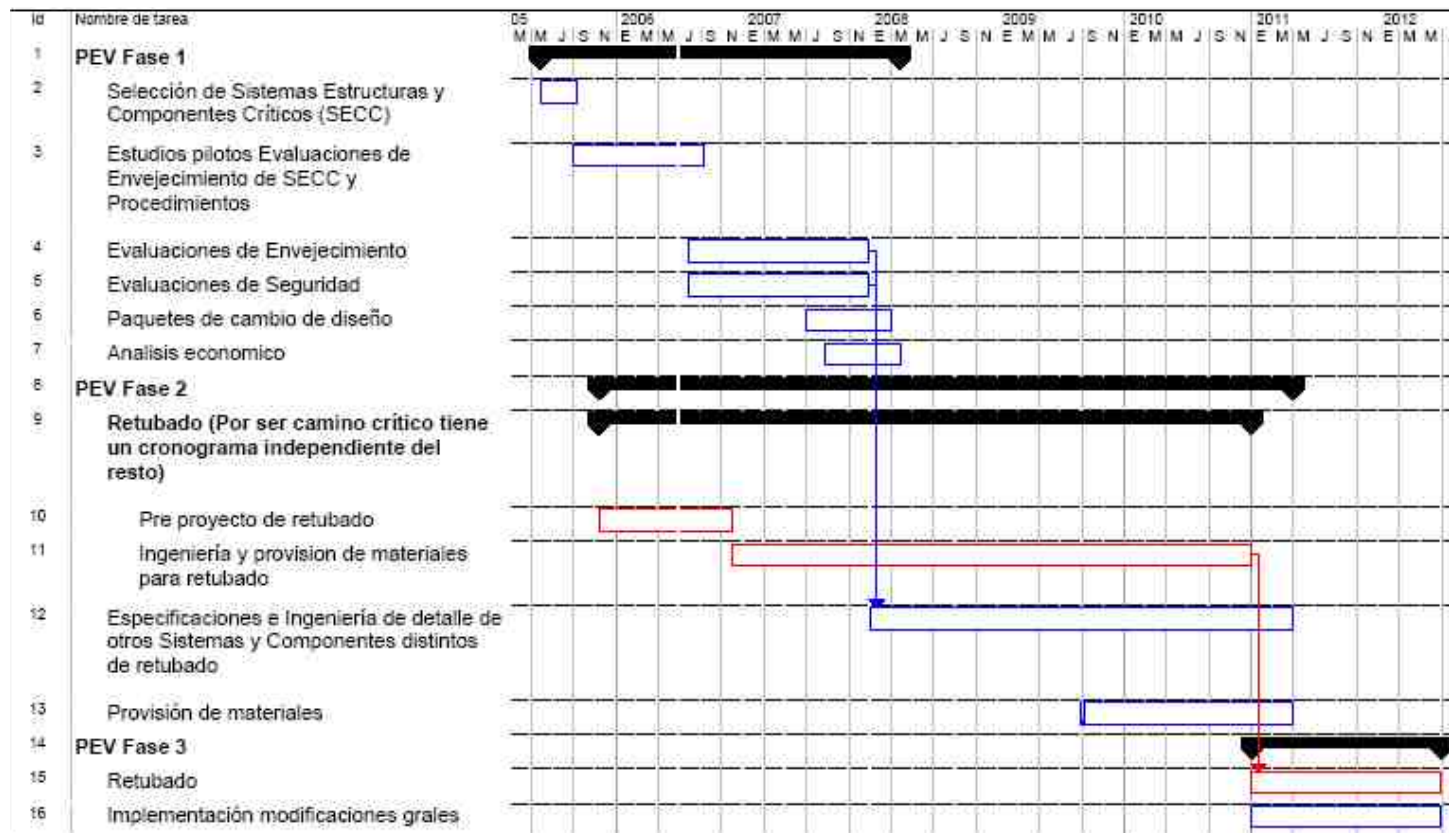 Id Nombre de tarea 05 2006 2007 2008 2009 2010 2011 2012
M M J S N E M M J S N E M M J S N E M M J S N E M M J S N E M M J S N E M M J S N E M M
1 PEV Fase 1
2 Selección de Sistemas Estructuras y
Componentes Críticos (SECC)
3 Estudios pilotos Evaluaciones de
Envejecimiento de SECC y
Procedimientos
4 Evaluaciones de Envejecimiento
5 Evaluaciones de Seguridad
6 Paquetes de cambio de diseño
7 Analisis economico
8 PEV Fase 2
9 Retubado (Por ser camino crítico tiene
un cronograma independiente del
resto)
10 Pre proyecto de retubado
11 Ingeniería y provision de materiales
para retubado
12 Especificaciones e Ingeniería de detalle de
otros Sistemas y Componentes distintos
de retubado
13 Provisión de materiales
14 PEV Fase 3
15 Retubado
16 Implementación modificaciones grales